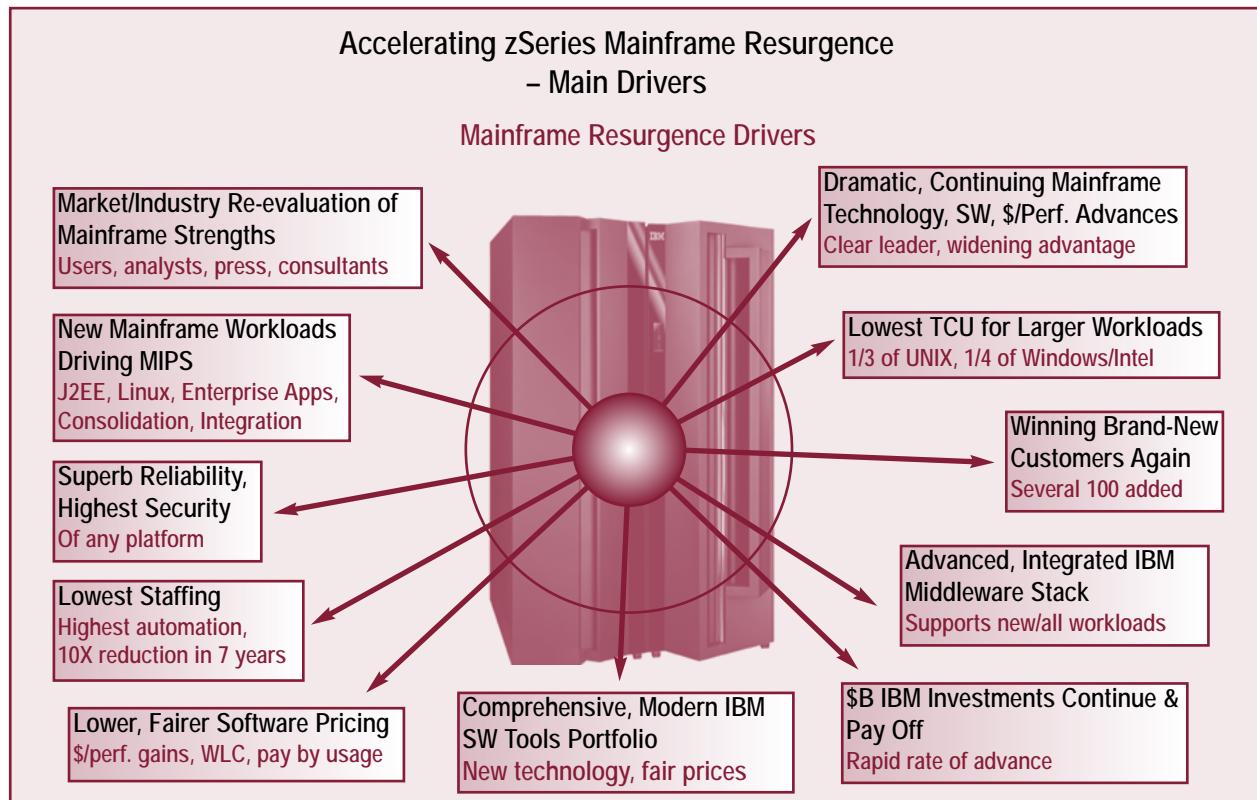 Accelerating zSeries Mainframe Resurgence
– Main Drivers
Mainframe Resurgence Drivers
Market/Industry Re-evaluation of
Mainframe Strengths
Users, analysts, press, consultants
New Mainframe Workloads
Driving MIPS
J2EE, Linux, Enterprise Apps,
Consolidation, Integration
Superb Reliability,
Highest Security
Of any platform
Lowest Staffing
Highest automation,
10X reduction in 7 years
Lower, Fairer Software Pricing
$/perf. gains, WLC, pay by usage
Comprehensive, Modern IBM
SW Tools Portfolio
New technology, fair prices
Dramatic, Continuing Mainframe
Technology, SW, $/Perf. Advances
Clear leader, widening advantage
Lowest TCU for Larger Workloads
1/3 of UNIX, 1/4 of Windows/Intel
Winning Brand-New
Customers Again
Several 100 added
Advanced, Integrated IBM
Middleware Stack
Supports new/all workloads
$B IBM Investments Continue &
Pay Off
Rapid rate of advance
IBM